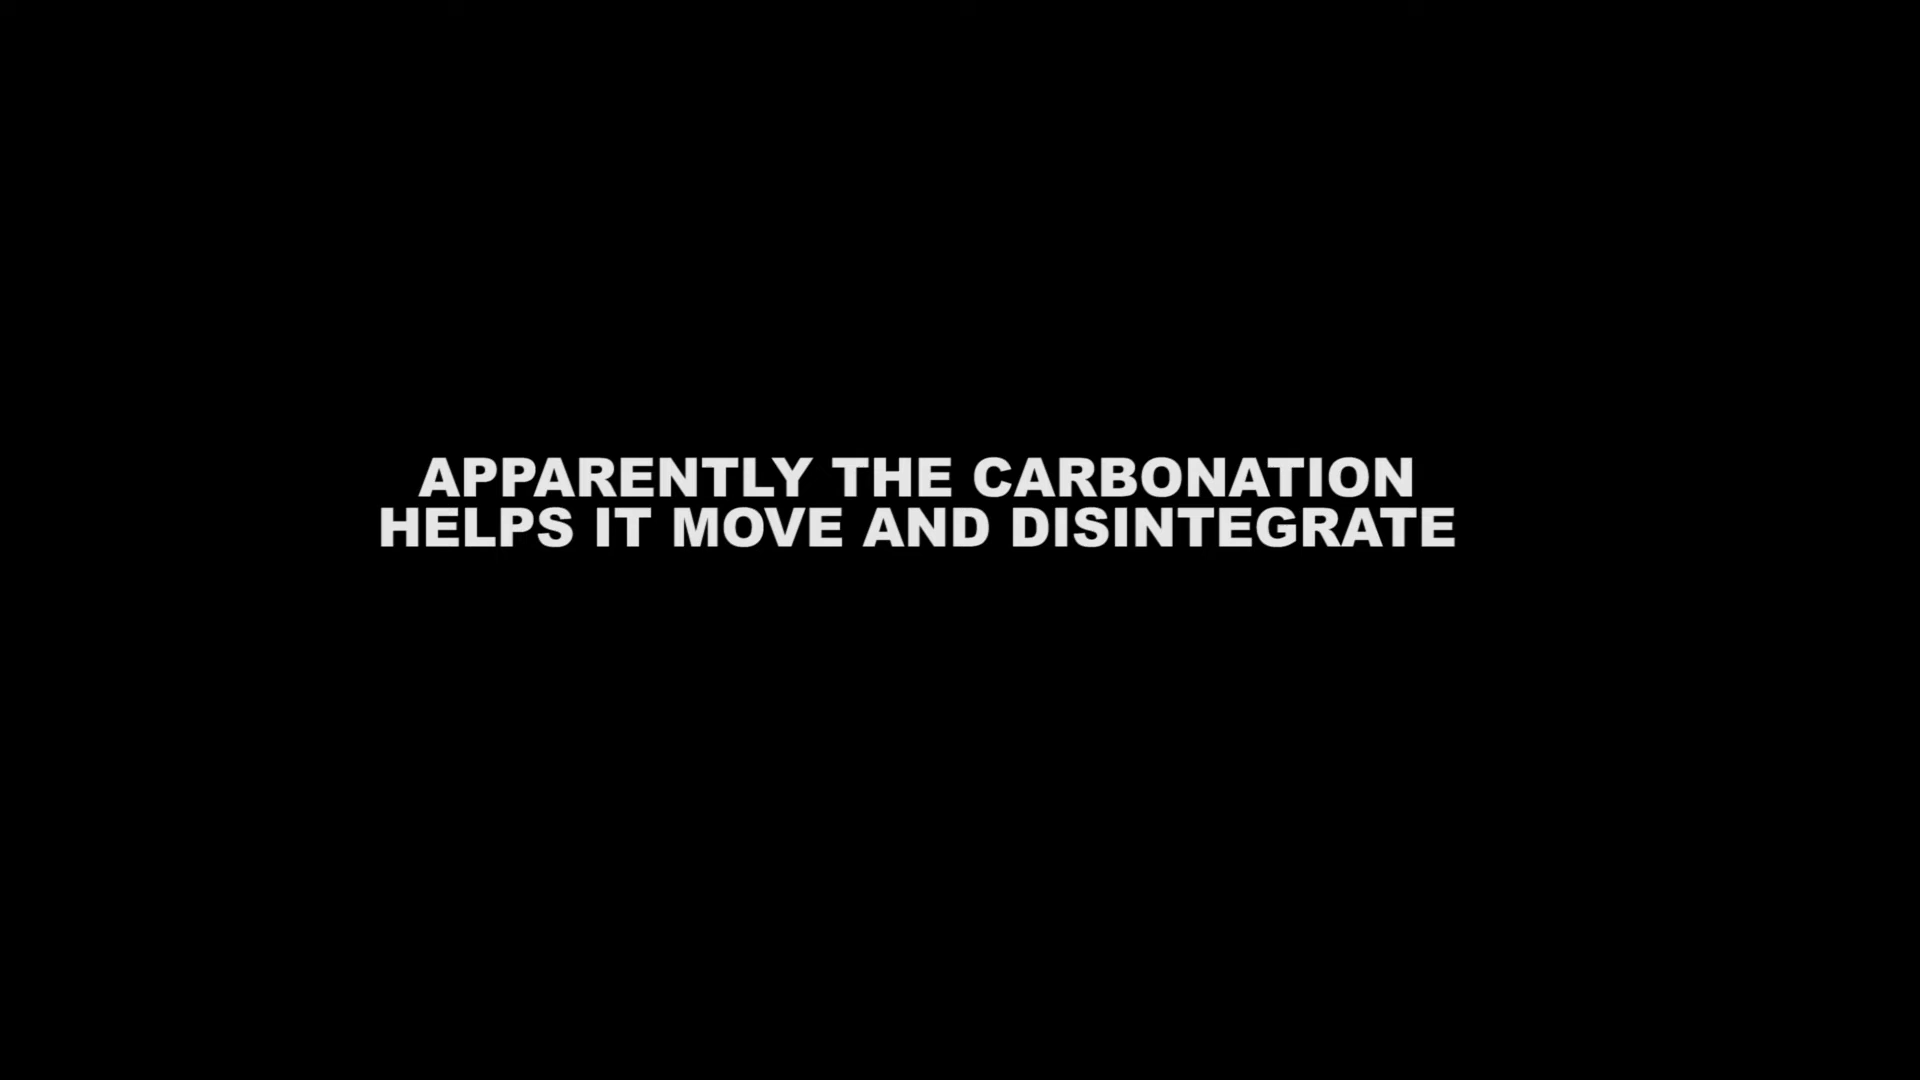 APPARENTLY THE CARBONATION
HELPS IT MOVE AND DISINTEGRATE